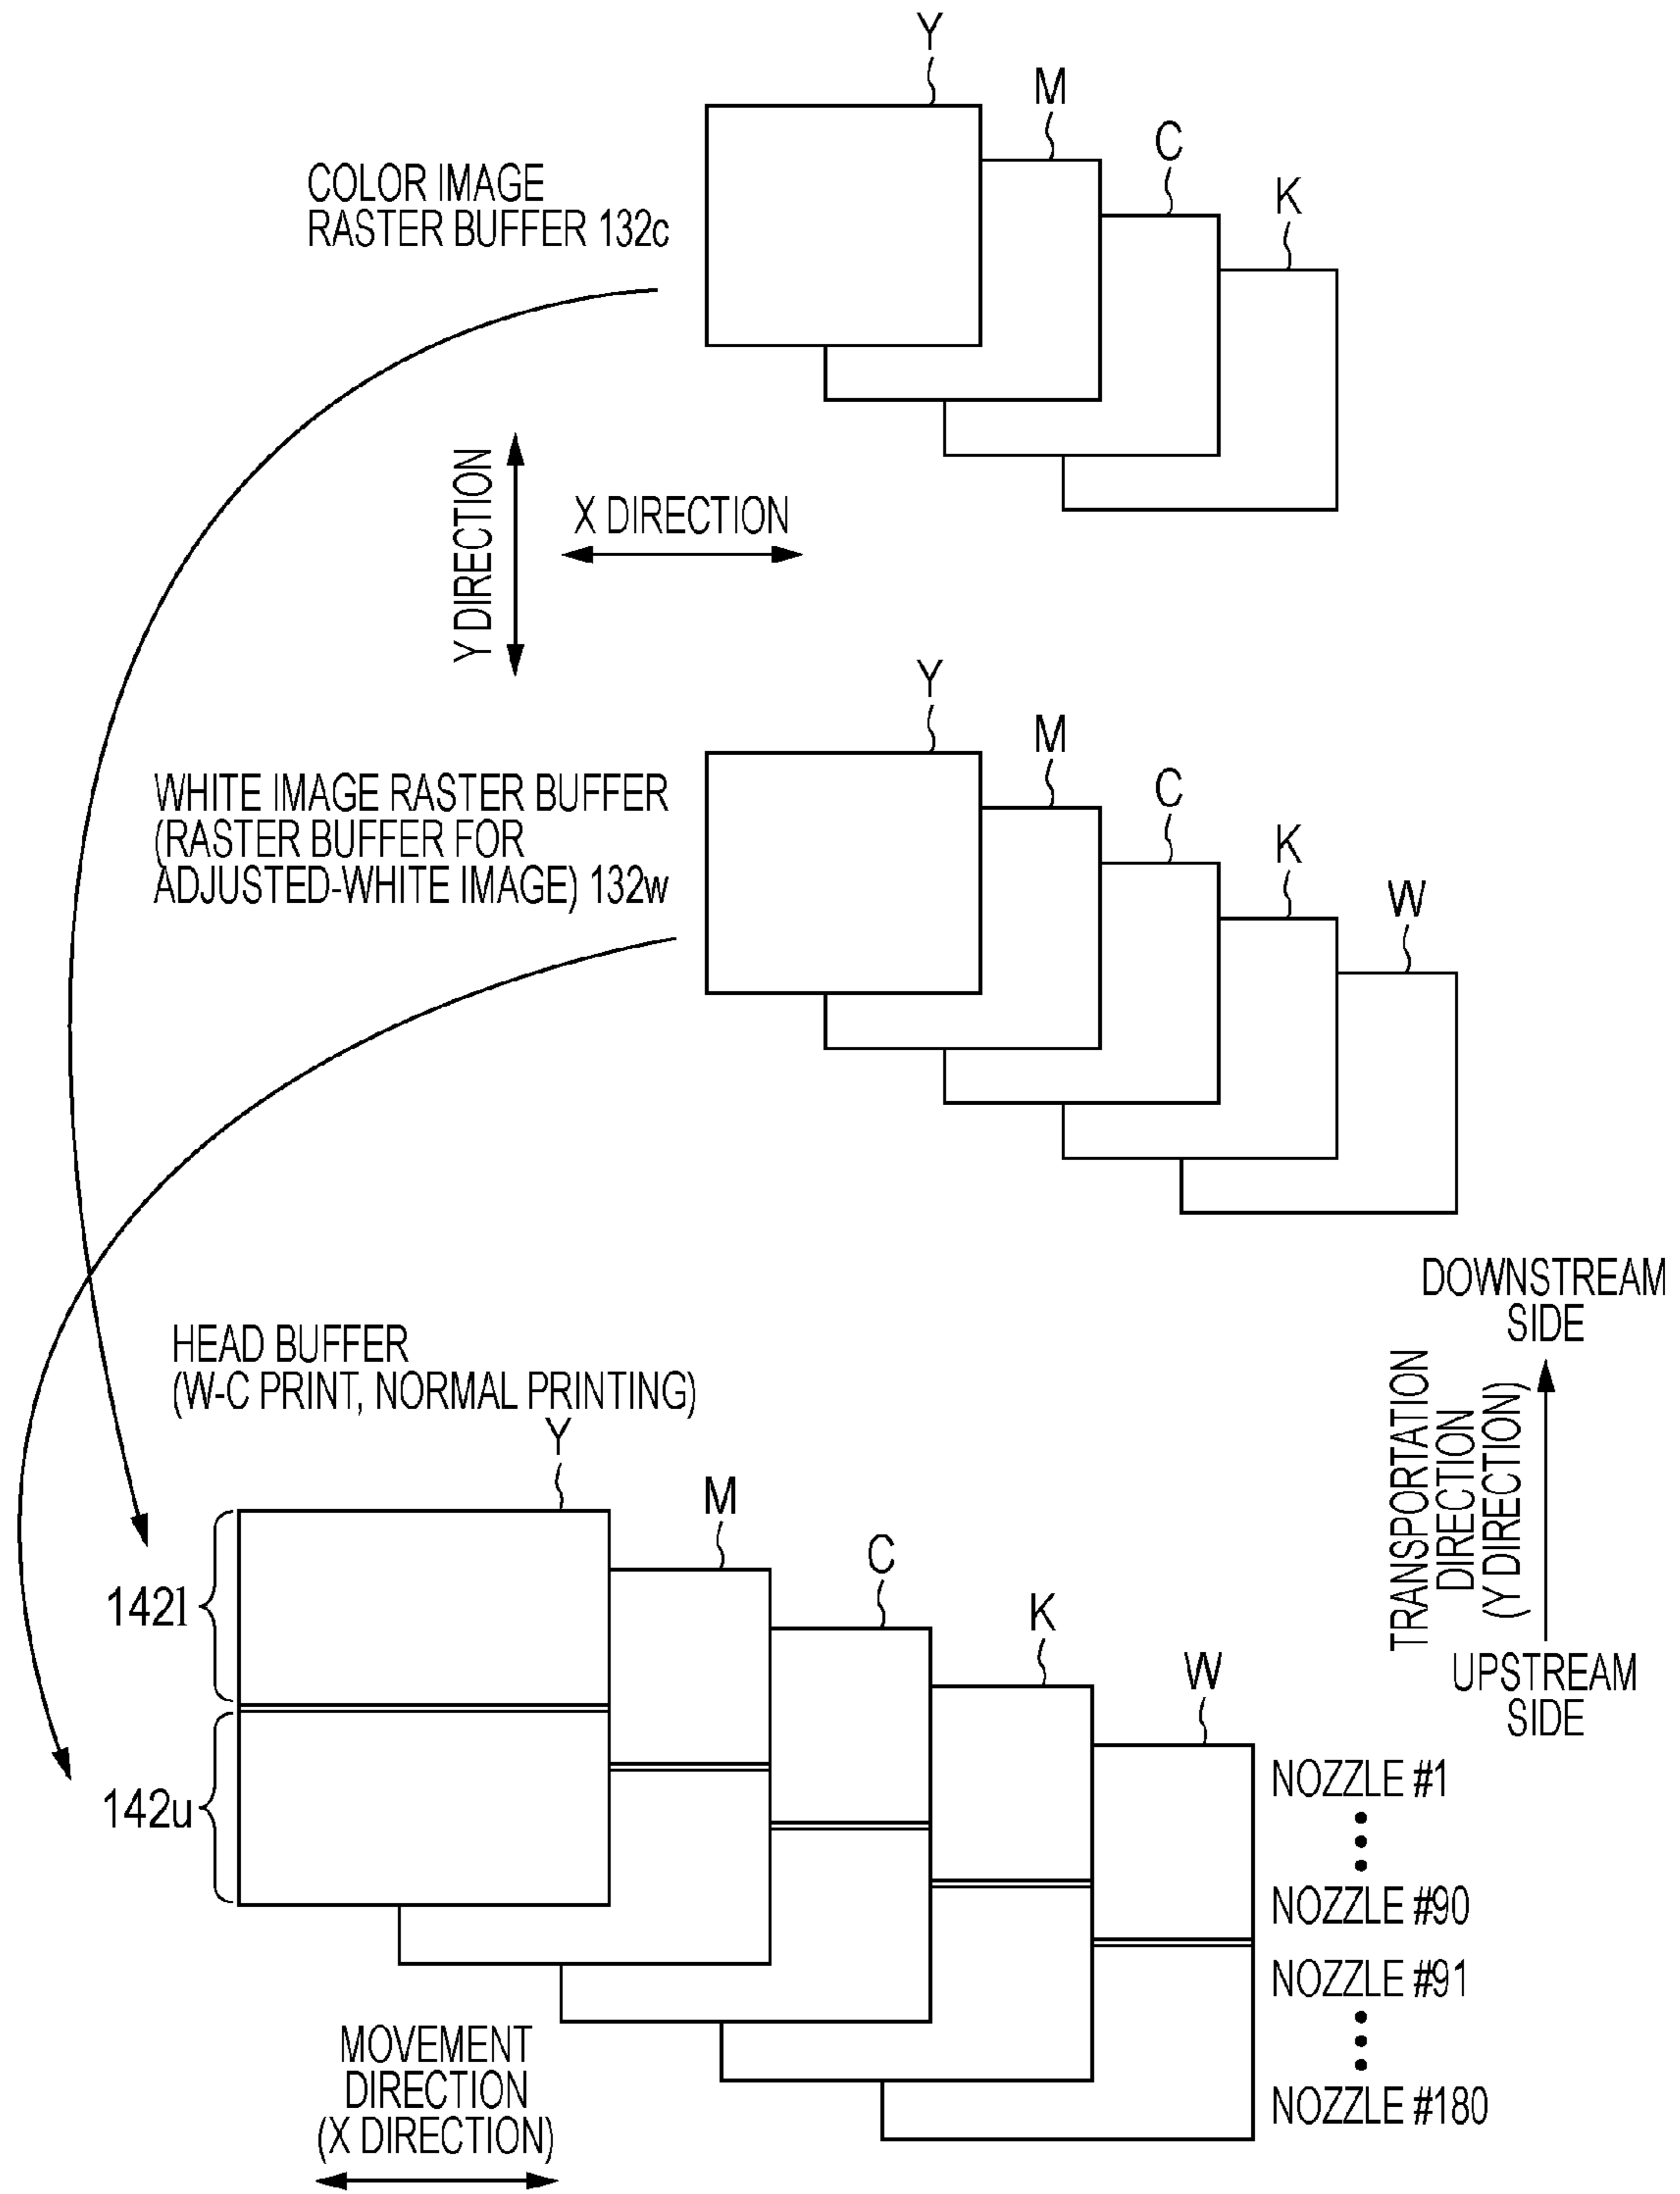 Y
M
C
K
COLOR IMAGE
RASTER BUFFER 132c
Y DIRECTION
X DIRECTION
Y
M
C
K
W
WHITE IMAGE RASTER BUFFER
(RASTER BUFFER FOR
ADJUSTED-WHITE IMAGE) 132w
DOWNSTREAM
SIDE
TRANSPORTATION
DIRECTION
(Y DIRECTION)
UPSTREAM
SIDE
HEAD BUFFER
(W-C PRINT, NORMAL PRINTING)
Y
M
C
K
W
142l
142u
NOZZLE #1
NOZZLE #90
NOZZLE #91
NOZZLE #180
MOVEMENT
DIRECTION
(X DIRECTION)